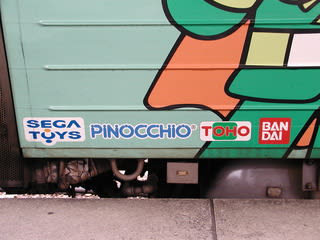 SEGA
TOYS
PINOCCHIO®
TOHO
BAN
DAI